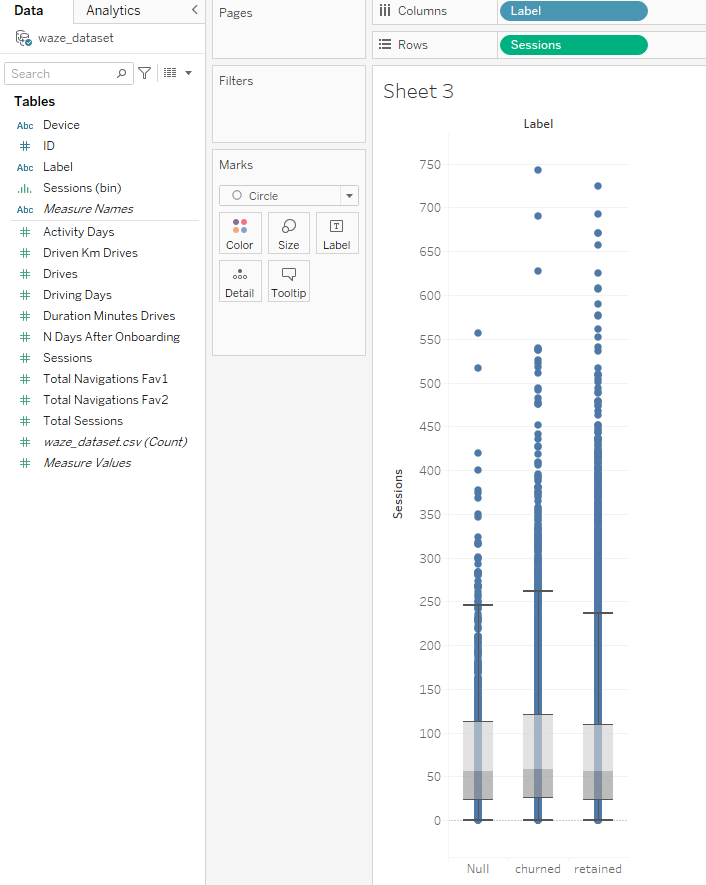 Data
Analytics
waze_dataset
Search
Tables
Abc Device
# ID
Abc Label
Sessions (bin)
Abc Measure Names
# Activity Days
# Driven Km Drives
# Drives
# Driving Days
# Duration Minutes Drives
# N Days After Onboarding
# Sessions
# Total Navigations Fav1
# Total Navigations Fav2
# Total Sessions
# waze_dataset.csv (Count)
# Measure Values
Pages
Filters
Marks
Circle
Color
Size
T
Label
Detail
Tooltip
Columns
Label
Rows
Sessions
Sheet 3
Label
750
700
650
600
550
500
450
400
350
300
250
200
150
100
50
0
Sessions
Null
churned
retained